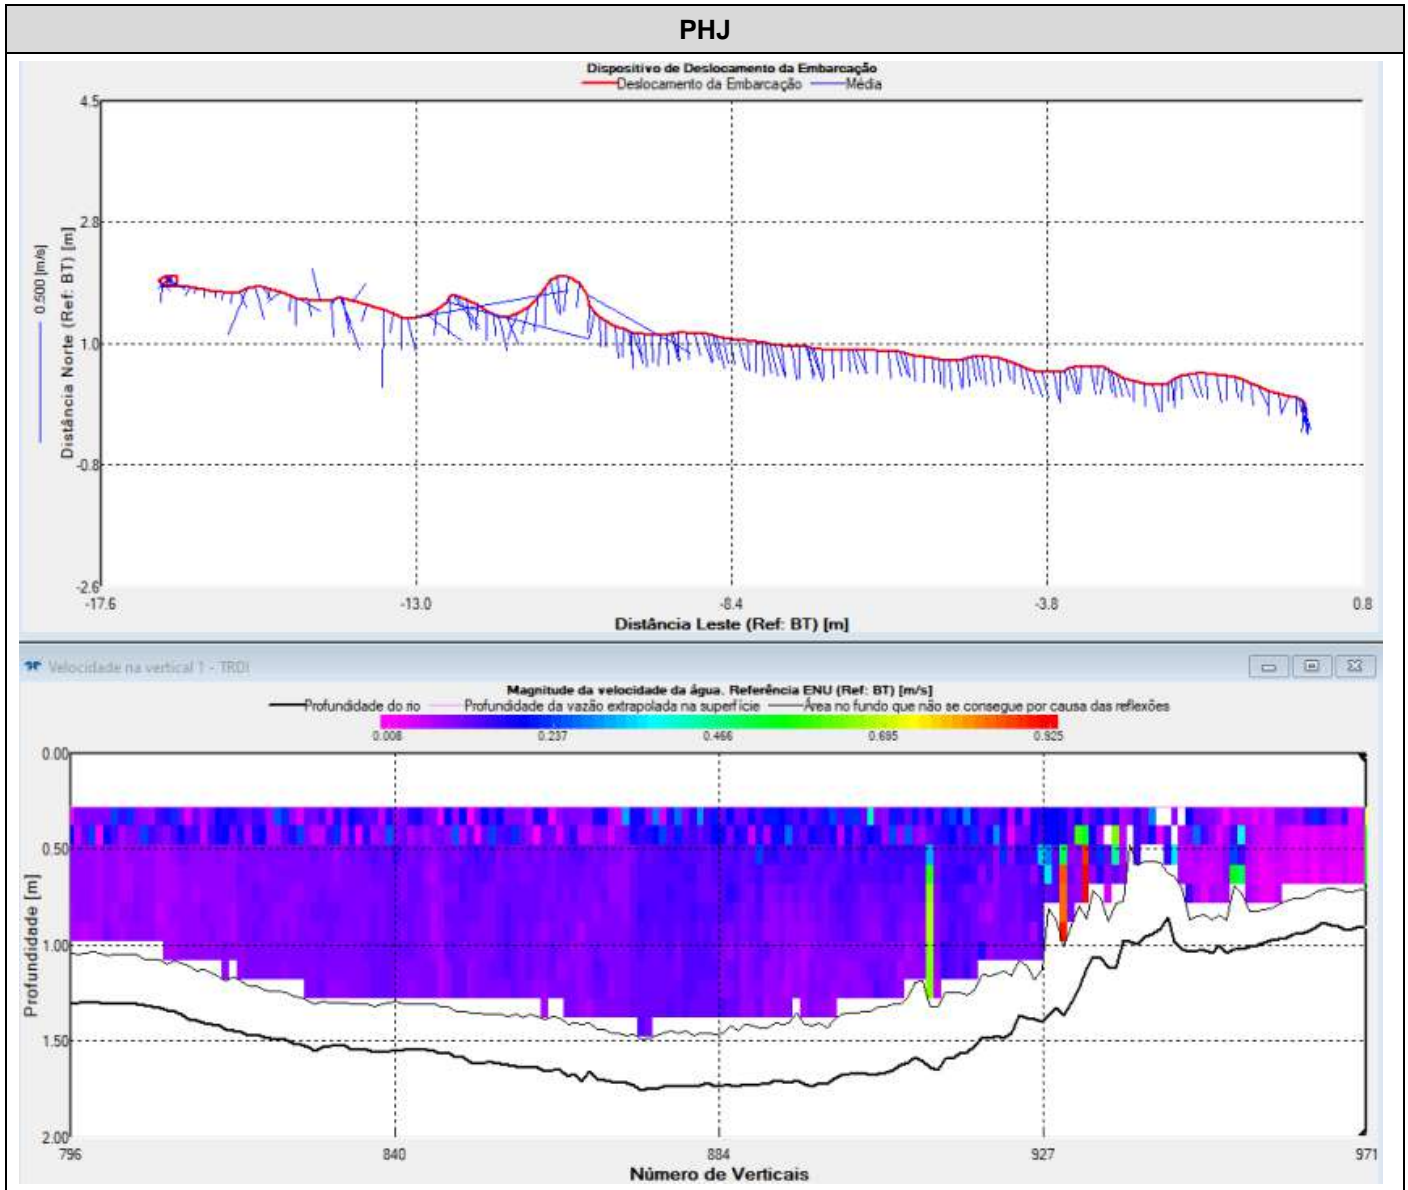 PHJ
Dispositivo de Deslocamento da Embarcação
Deslocamento da Embarcação Média
4.5
2.8
1.0
-0.8
-2.6
0.500 [m/s]
Distância Norte (Ref: BT) [m]
-17.6 -13.0 -8.4 -3.8 0.8
Distância Leste (Ref: BT) [m]
Velocidade na vertical 1 - TRDI
Magnitude da velocidade da água. Referência ENU (Ref: BT) [m/s]
Profundidade do rio Profundidade da vazão extrapolada na superfície Área no fundo que não se consegue por causa das reflexões
0.008 0.237 0.466 0.695 0.925
0.00
0.50
1.00
1.50
2.00
Profundidade [m]
796 840 884 927 971
Número de Verticais